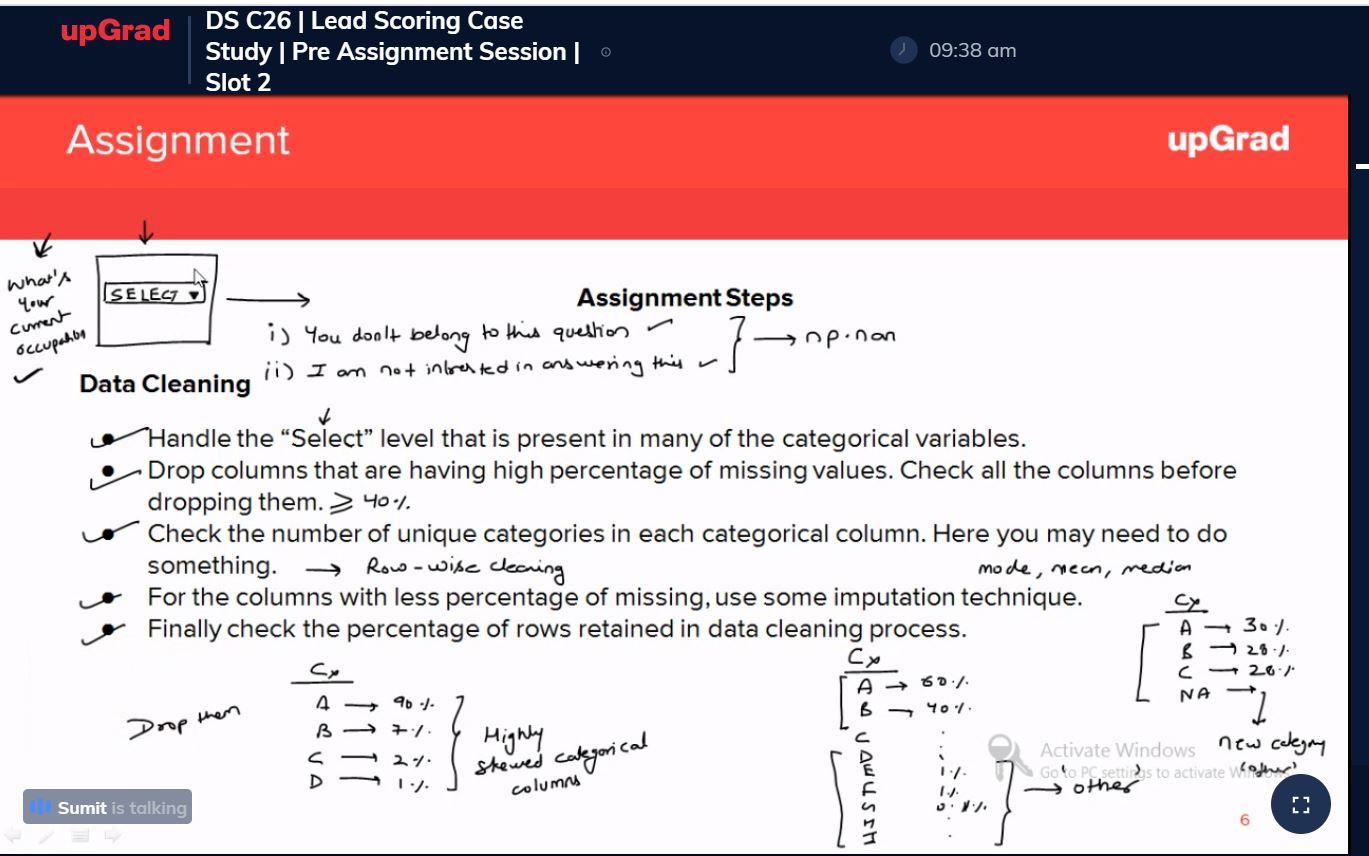 upGrad
DS C26 | Lead Scoring Case
Study | Pre Assignment Session |
Slot 2
09:38 am
Assignment
upGrad
What's
your
current
occupation
SELECT
Assignment Steps
i) You don't belong to this question
ii) I am not intrested in answering this
np.nan
Data Cleaning
Handle the “Select” level that is present in many of the categorical variables.
Drop columns that are having high percentage of missing values. Check all the columns before
dropping them. ≥ 40%
Check the number of unique categories in each categorical column. Here you may need to do
something. → Row-wise cleaning
mode, mean, median
For the columns with less percentage of missing, use some imputation technique.
Finally check the percentage of rows retained in data cleaning process.
Drop them
Cx
A → 90%
B → 7%
C → 2%
D → 1%
Highly
skewed categorical
columns
Cx
A → 50%
B → 40%
C
D
E 1%
F 1%
G
H
I
→ 'other'
Cx
A → 30%
B → 28%
C → 28%
NA →
new category
'other'
Activate Windows
Go to PC settings to activate
Sumit is talking
6